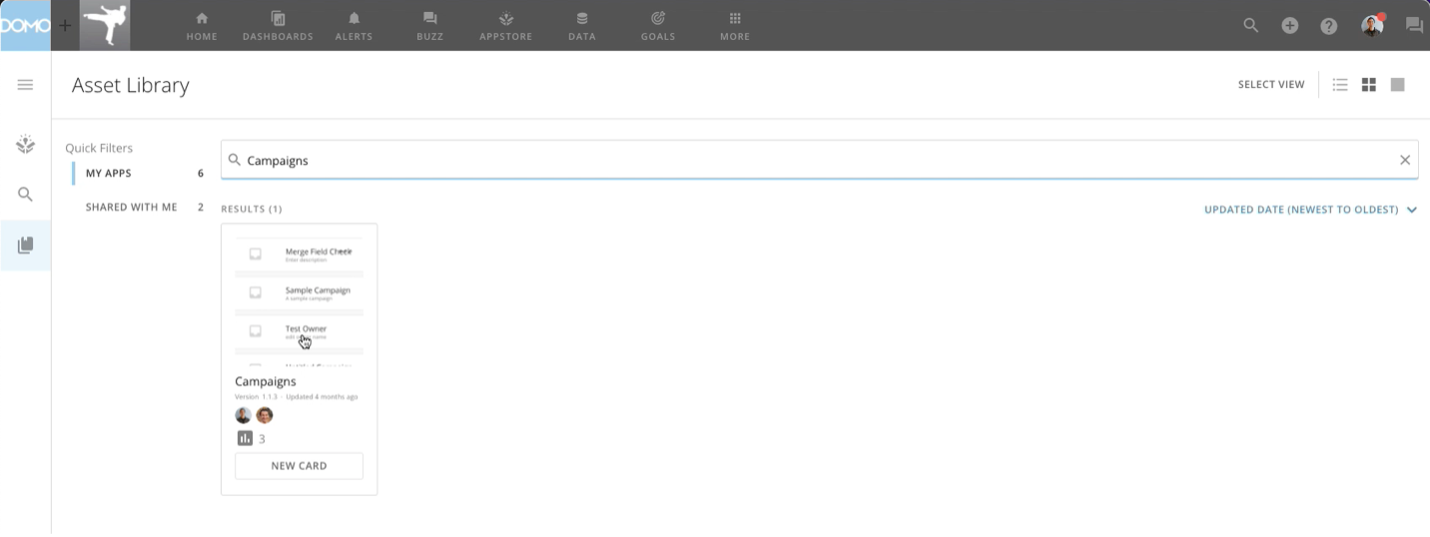 DOMO
HOME
DASHBOARDS
ALERTS
BUZZ
APPSTORE
DATA
GOALS
MORE
Asset Library
SELECT VIEW
Quick Filters
MY APPS 6
SHARED WITH ME 2
Campaigns
RESULTS (1)
UPDATED DATE (NEWEST TO OLDEST)
Merge Field Check
Enter description
Sample Campaign
A sample campaign
Test Owner
Campaigns
Version 1.1.3 · Updated 4 months ago
3
NEW CARD